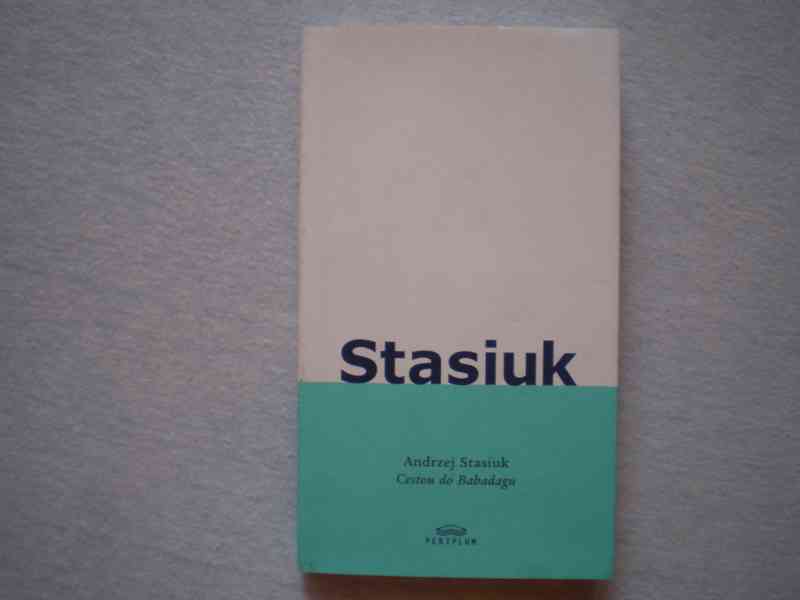 Stasiuk
Andrzej Stasiuk
Cestou do Babadagu
PERIPLUM